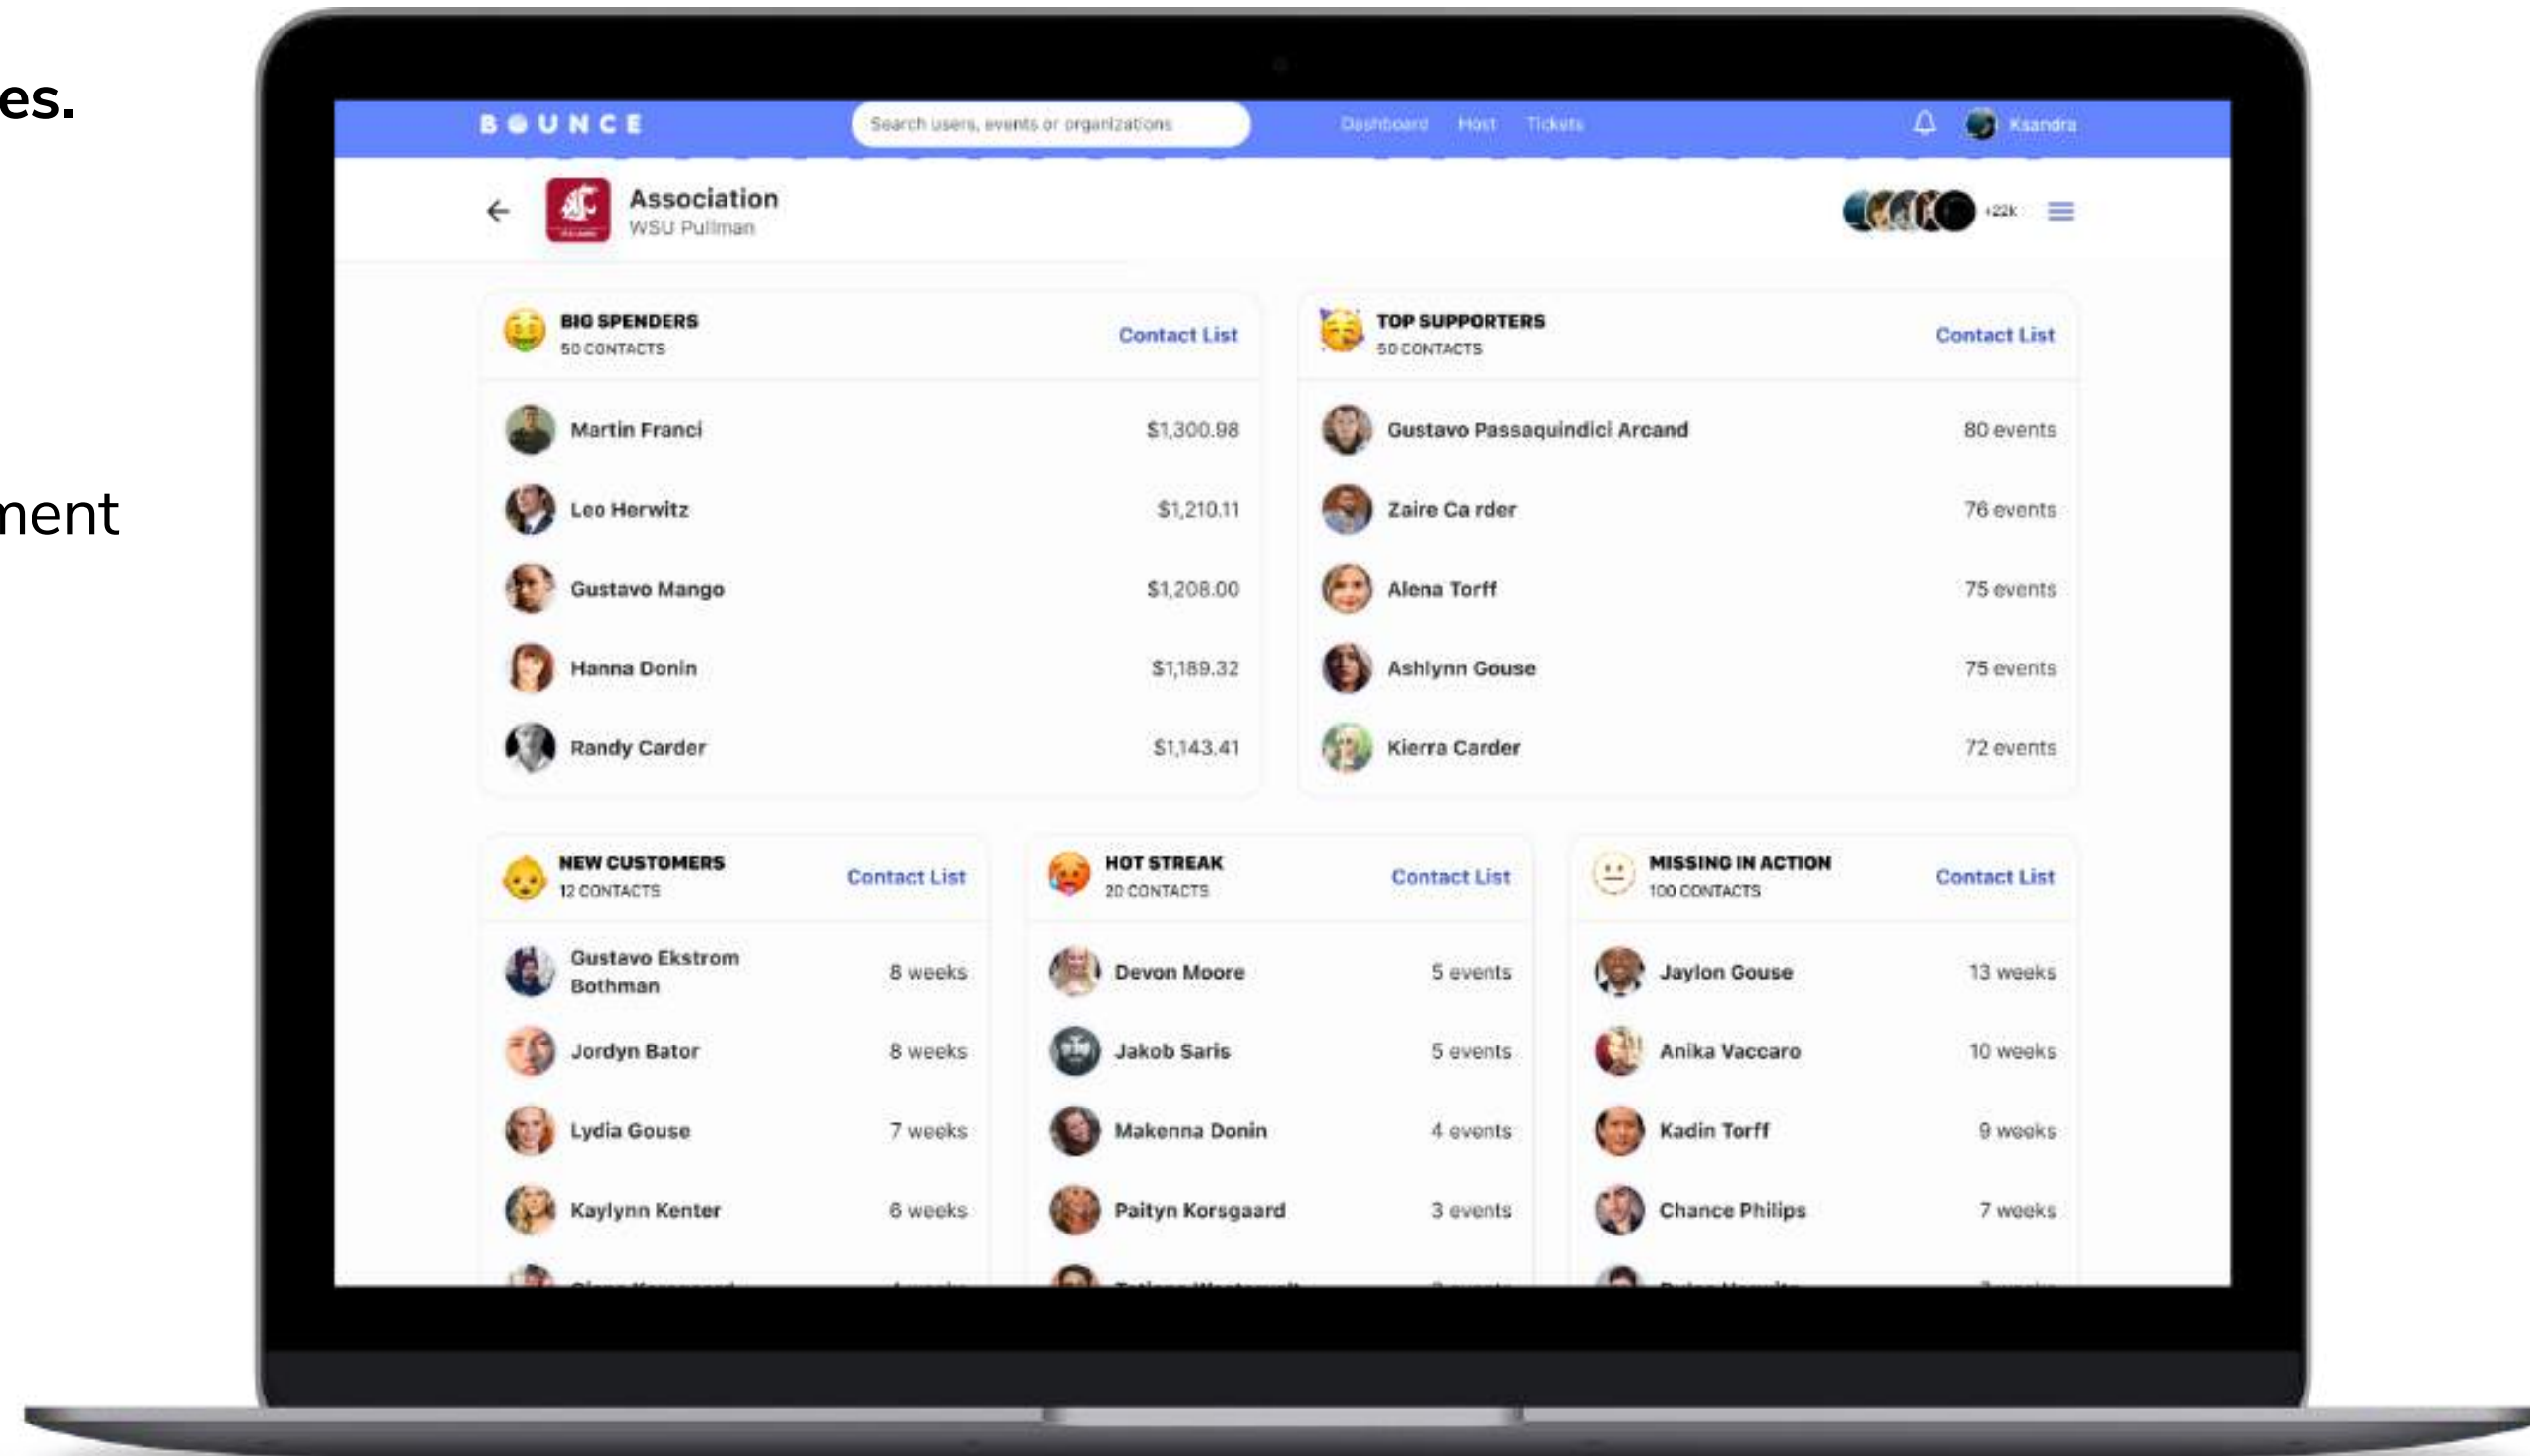 es.
ment
BOUNCE
Search users, events or organizations
Dashboard Host Tickets
Ksandra
Association
WSU Pullman
+22k
BIG SPENDERS
50 CONTACTS
Contact List
Martin Franci $1,300.98
Leo Herwitz $1,210.11
Gustavo Mango $1,208.00
Hanna Donin $1,189.32
Randy Carder $1,143.41
TOP SUPPORTERS
50 CONTACTS
Contact List
Gustavo Passaquindici Arcand 80 events
Zaire Ca rder 76 events
Alena Torff 75 events
Ashlynn Gouse 75 events
Kierra Carder 72 events
NEW CUSTOMERS
12 CONTACTS
Contact List
Gustavo Ekstrom
Bothman
8 weeks
Jordyn Bator 8 weeks
Lydia Gouse 7 weeks
Kaylynn Kenter 6 weeks
HOT STREAK
20 CONTACTS
Contact List
Devon Moore 5 events
Jakob Saris 5 events
Makenna Donin 4 events
Paityn Korsgaard 3 events
MISSING IN ACTION
100 CONTACTS
Contact List
Jaylon Gouse 13 weeks
Anika Vaccaro 10 weeks
Kadin Torff 9 weeks
Chance Philips 7 weeks